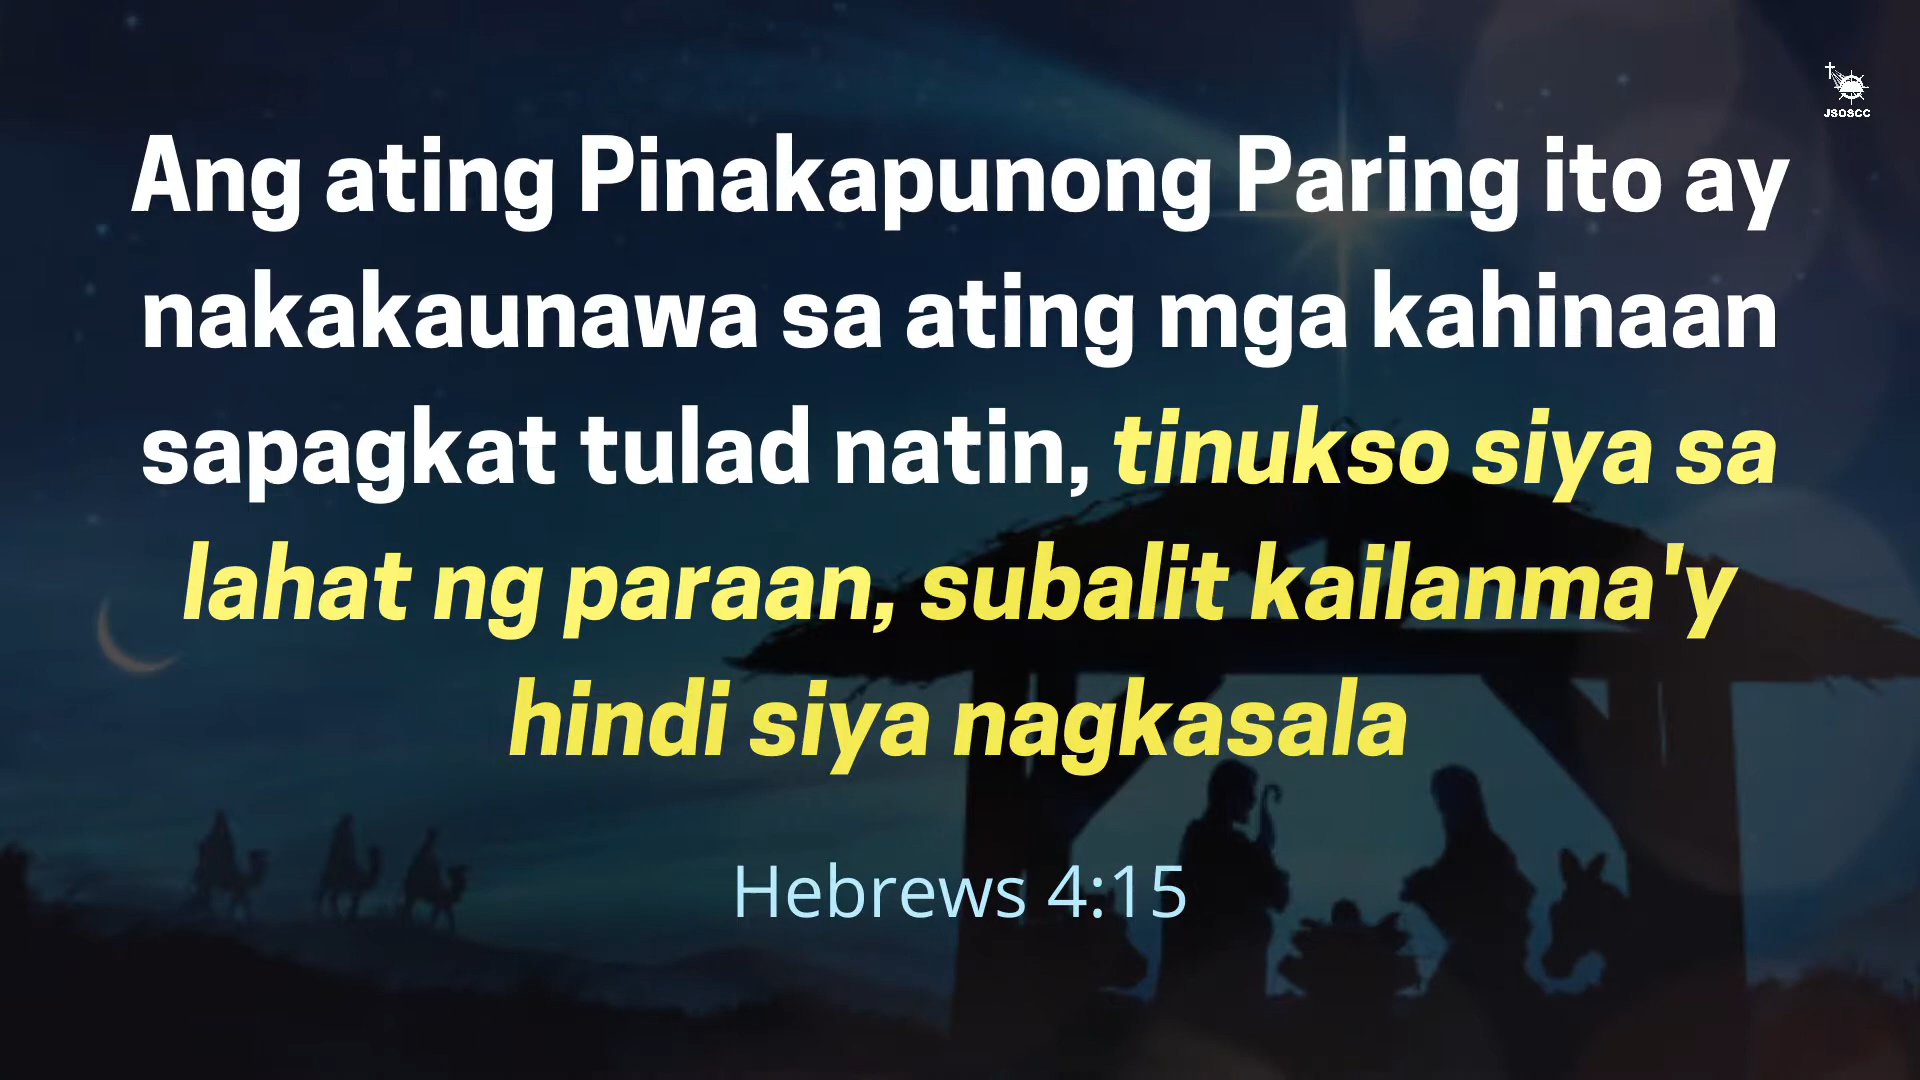 JSOSCC
Ang ating Pinakapunong Paring ito ay
nakakaunawa sa ating mga kahinaan
sapagkat tulad natin, tinukso siya sa
lahat ng paraan, subalit kailanma'y
hindi siya nagkasala
Hebrews 4:15